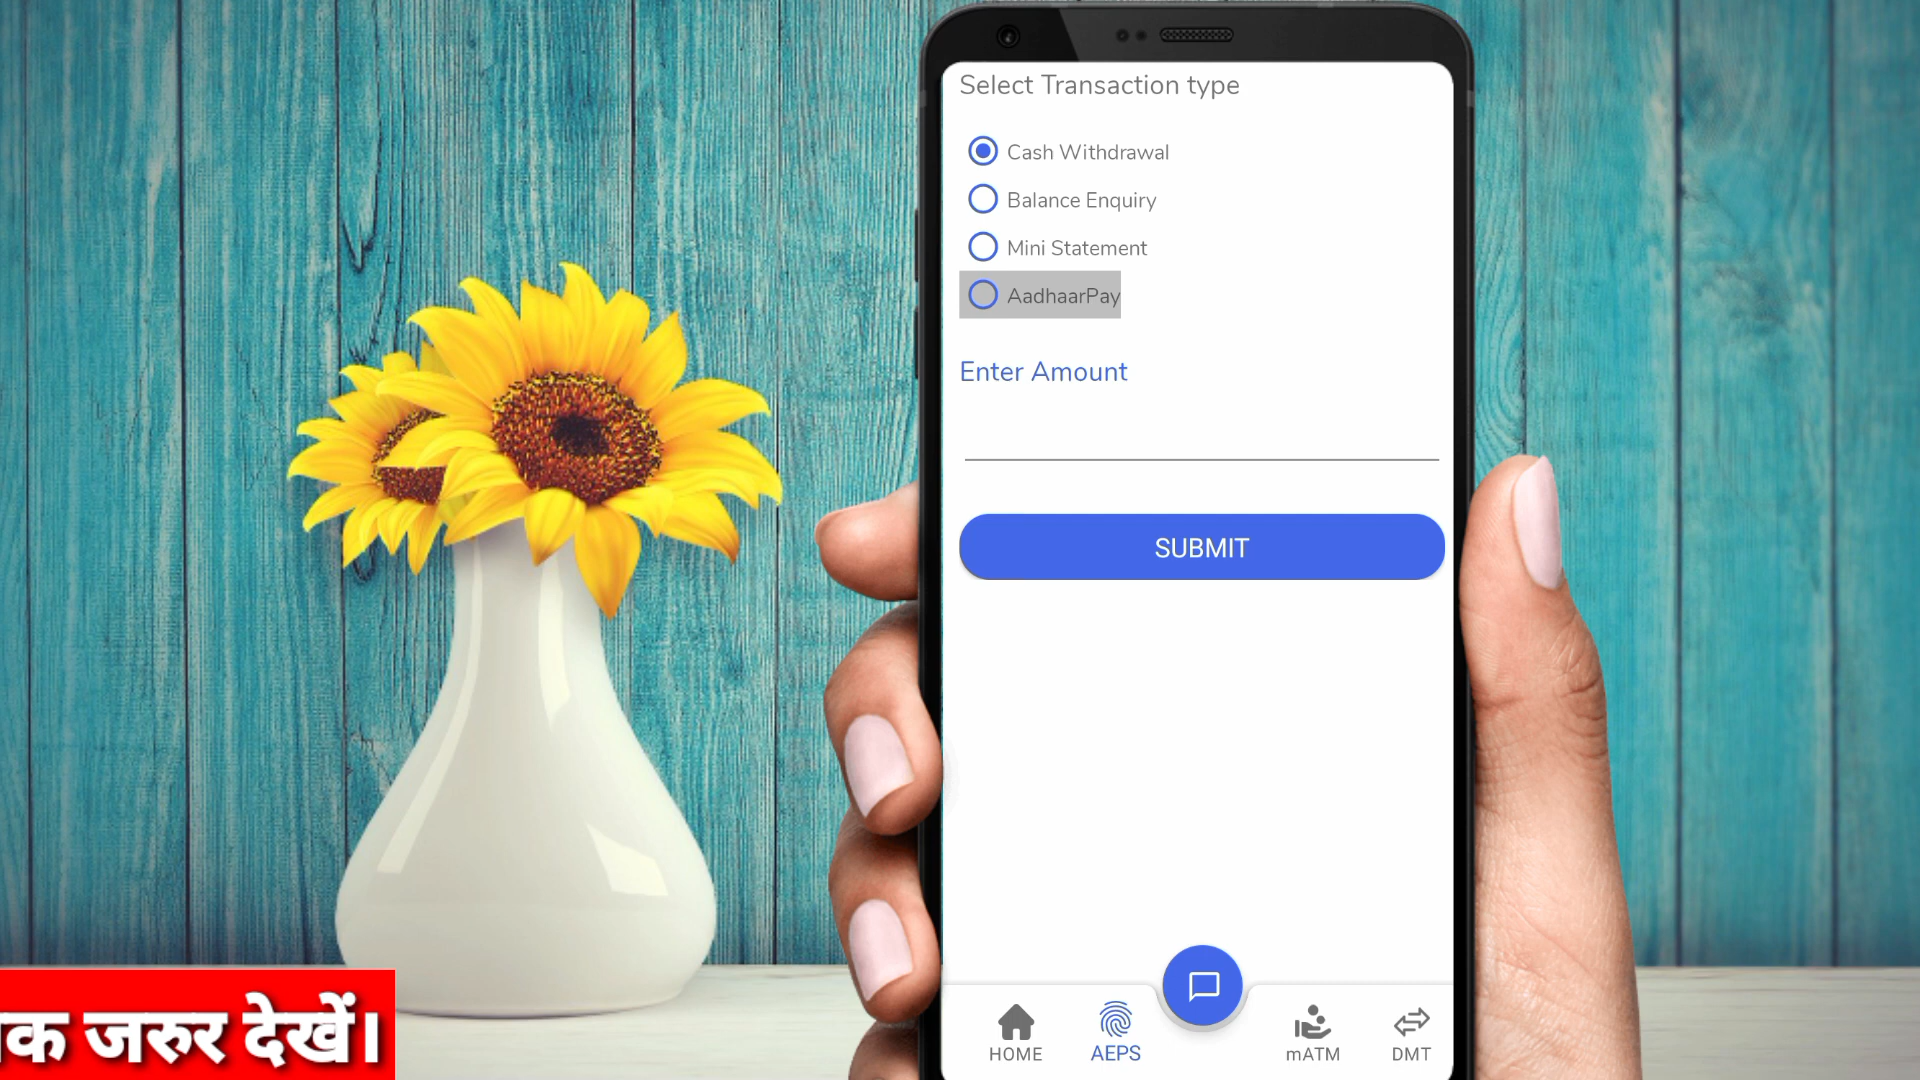 Select Transaction type
Cash Withdrawal
Balance Enquiry
Mini Statement
AadhaarPay
Enter Amount
SUBMIT
HOME
AEPS
mATM
DMT
जरुर देखें।